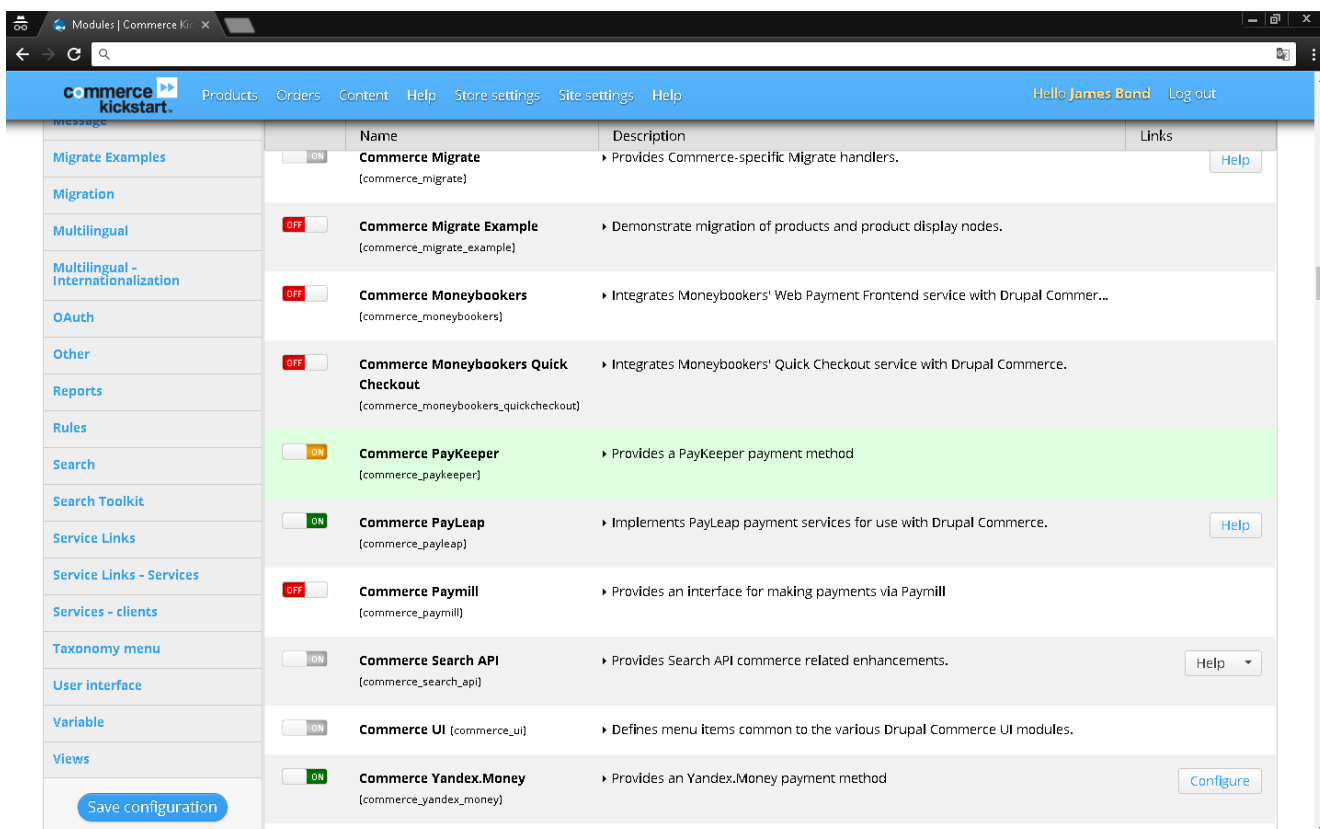 Modules | Commerce Kic
commerce kickstart
Products Orders Content Help Store settings Site settings Help
Hello James Bond Log out
Message
Migrate Examples
Migration
Multilingual
Multilingual -
Internationalization
OAuth
Other
Reports
Rules
Search
Search Toolkit
Service Links
Service Links - Services
Services - clients
Taxonomy menu
User interface
Variable
Views
Save configuration
Name Description Links
ON Commerce Migrate Provides Commerce-specific Migrate handlers. Help
(commerce_migrate)
OFF Commerce Migrate Example Demonstrate migration of products and product display nodes.
(commerce_migrate_example)
OFF Commerce Moneybookers Integrates Moneybookers' Web Payment Frontend service with Drupal Commer...
(commerce_moneybookers)
OFF Commerce Moneybookers Quick Integrates Moneybookers' Quick Checkout service with Drupal Commerce.
Checkout
(commerce_moneybookers_quickcheckout)
ON Commerce PayKeeper Provides a PayKeeper payment method
(commerce_paykeeper)
ON Commerce PayLeap Implements PayLeap payment services for use with Drupal Commerce. Help
(commerce_payleap)
OFF Commerce Paymill Provides an interface for making payments via Paymill
(commerce_paymill)
ON Commerce Search API Provides Search API commerce related enhancements. Help
(commerce_search_api)
ON Commerce UI (commerce_ui) Defines menu items common to the various Drupal Commerce UI modules.
ON Commerce Yandex.Money Provides an Yandex.Money payment method Configure
(commerce_yandex_money)